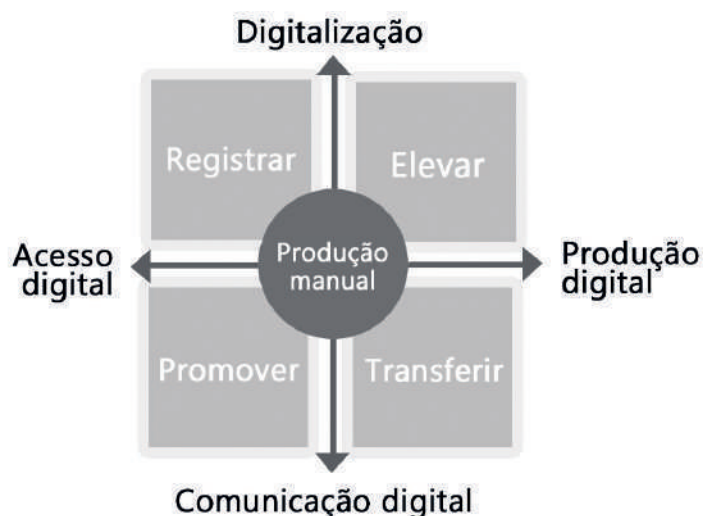 Digitalização
Registrar
Elevar
Acesso
digital
Produção
manual
Produção
digital
Promover
Transferir
Comunicação digital